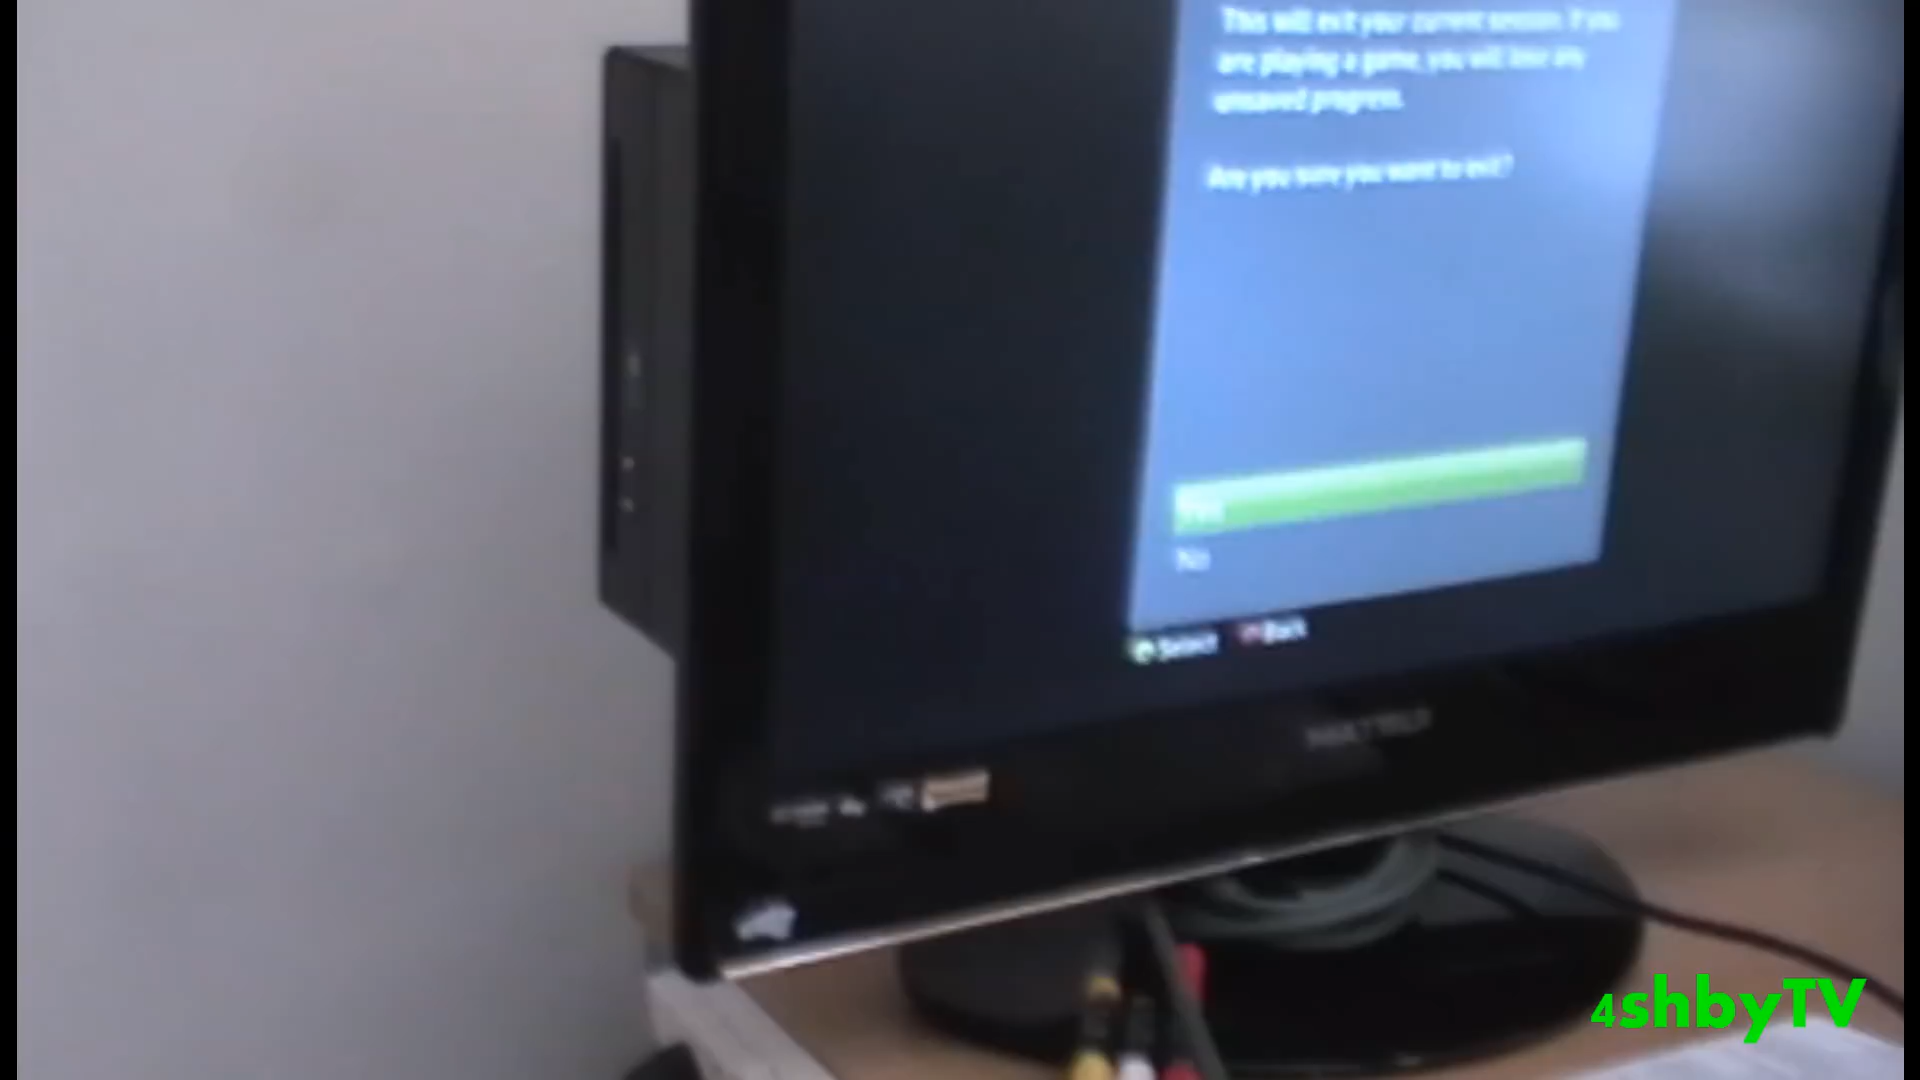 This will exit your current session. If you
are playing a game, you will lose any
unsaved progress.
Are you sure you want to exit?
Yes
No
Select Back
4shbyTV